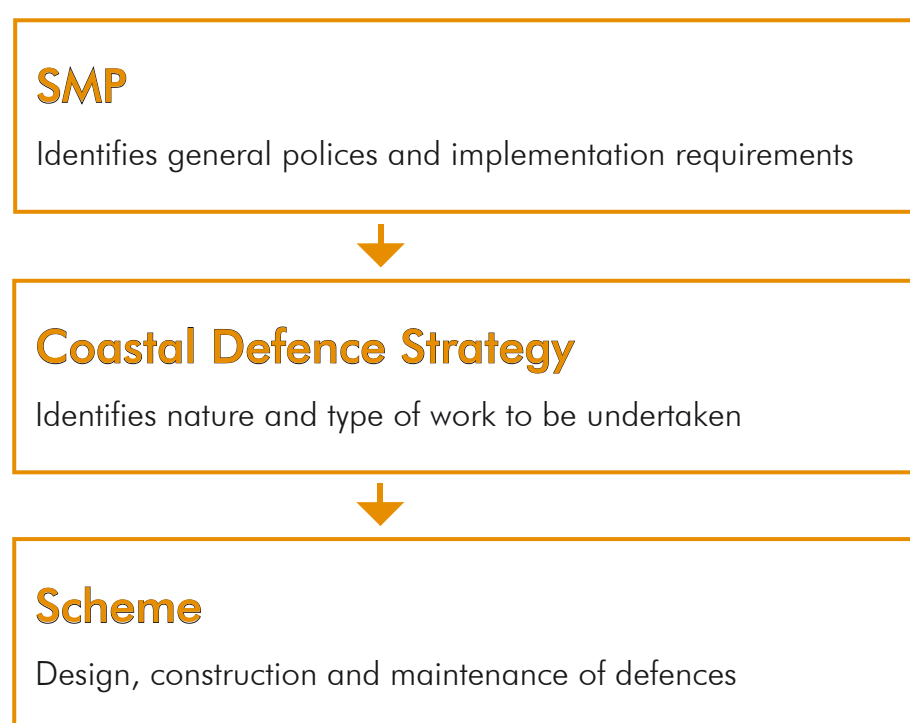 SMP
Identifies general polices and implementation requirements
Coastal Defence Strategy
Identifies nature and type of work to be undertaken
Scheme
Design, construction and maintenance of defences